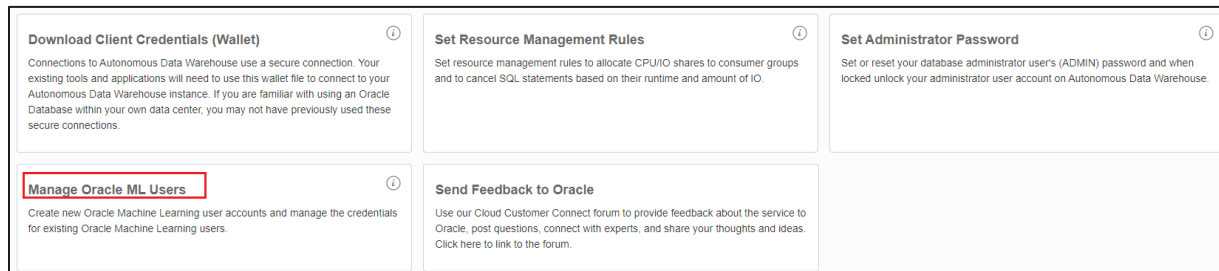 Download Client Credentials (Wallet)
Connections to Autonomous Data Warehouse use a secure connection. Your
existing tools and applications will need to use this wallet file to connect to your
Autonomous Data Warehouse instance. If you are familiar with using an Oracle
Database within your own data center, you may not have previously used these
secure connections.
Set Resource Management Rules
Set resource management rules to allocate CPU/IO shares to consumer groups
and to cancel SQL statements based on their runtime and amount of IO.
Set Administrator Password
Set or reset your database administrator user's (ADMIN) password and when
locked unlock your administrator user account on Autonomous Data Warehouse.
Manage Oracle ML Users
Create new Oracle Machine Learning user accounts and manage the credentials
for existing Oracle Machine Learning users.
Send Feedback to Oracle
Use our Cloud Customer Connect forum to provide feedback about the service to
Oracle, post questions, connect with experts, and share your thoughts and ideas.
Click here to link to the forum.